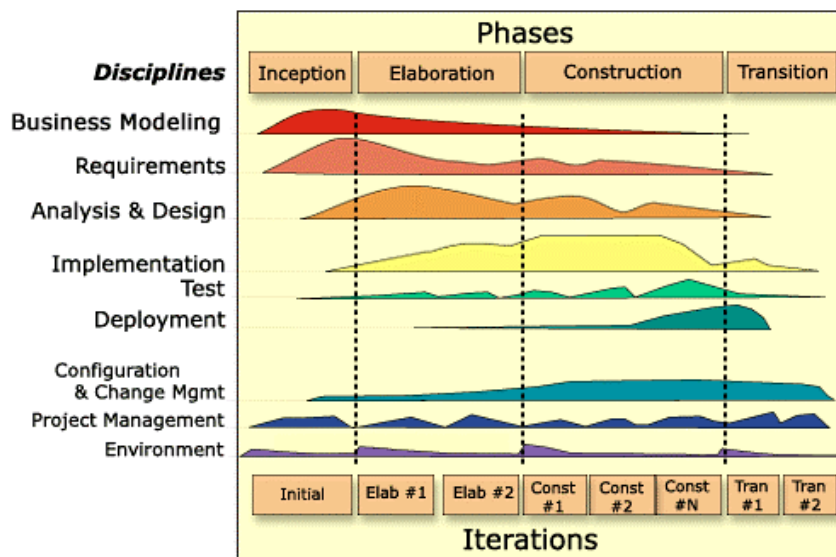 Phases
Disciplines
Inception
Elaboration
Construction
Transition
Business Modeling
Requirements
Analysis & Design
Implementation
Test
Deployment
Configuration
& Change Mgmt
Project Management
Environment
Initial
Elab #1
Elab #2
Const
#1
Const
#2
Const
#N
Tran
#1
Tran
#2
Iterations